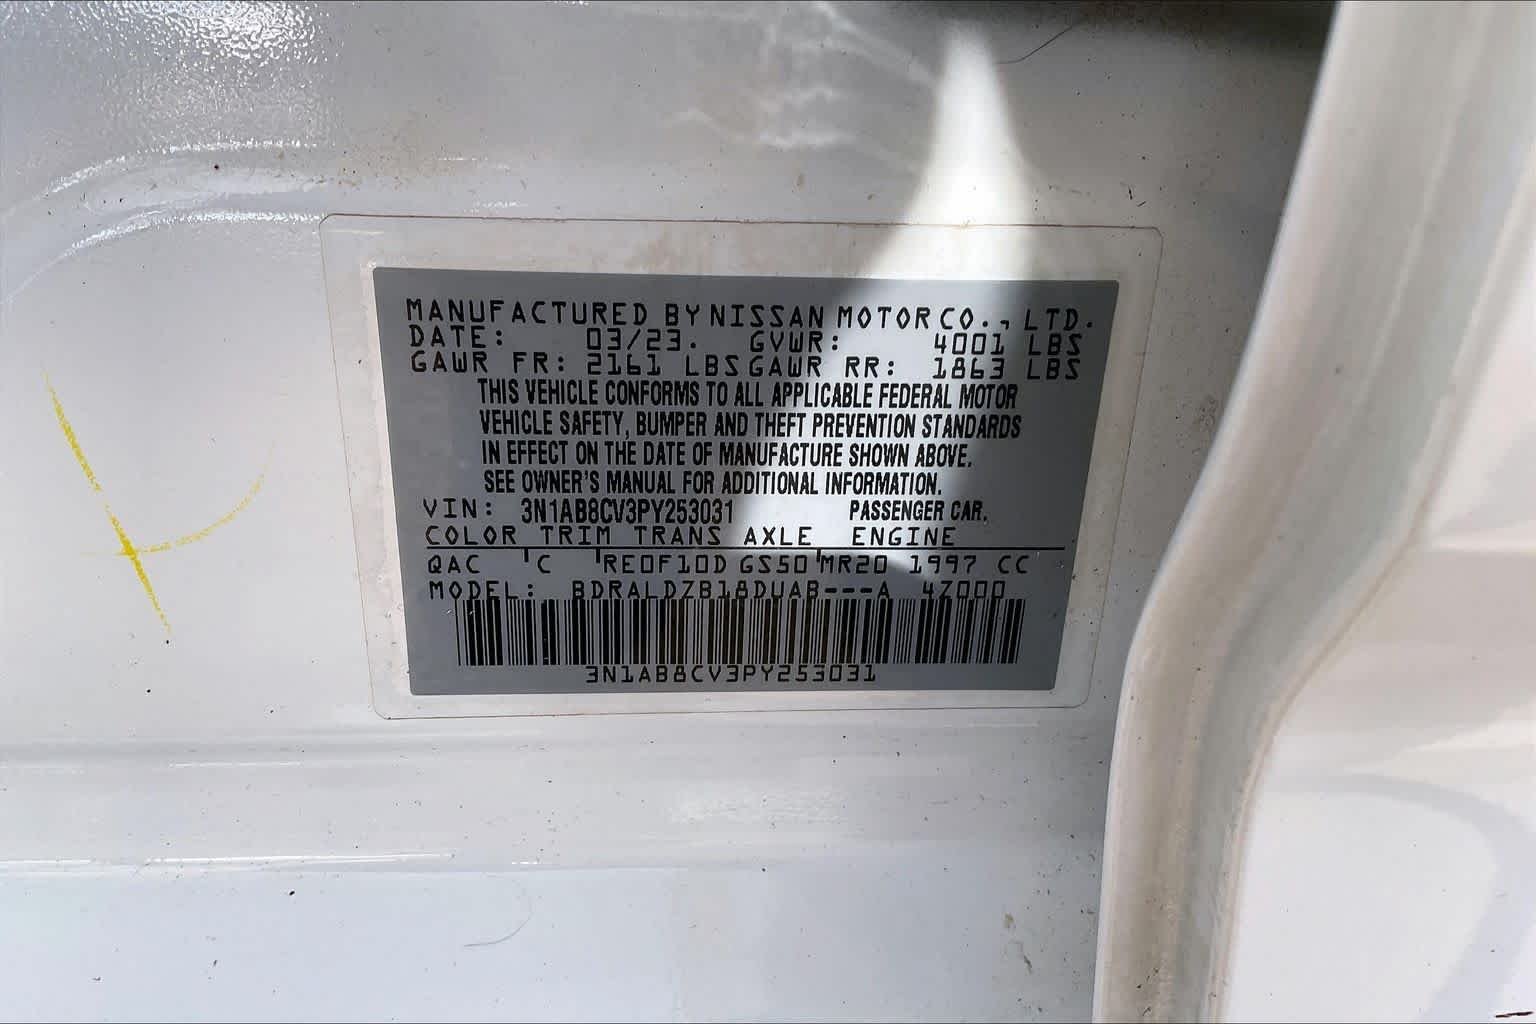 MANUFACTURED BY NISSAN MOTOR CO., LTD.
DATE: 03/23. GVWR: 4001 LBS
GAWR FR: 2161 LBS GAWR RR: 1863 LBS
THIS VEHICLE CONFORMS TO ALL APPLICABLE FEDERAL MOTOR
VEHICLE SAFETY, BUMPER AND THEFT PREVENTION STANDARDS
IN EFFECT ON THE DATE OF MANUFACTURE SHOWN ABOVE.
SEE OWNER'S MANUAL FOR ADDITIONAL INFORMATION.
VIN: 3N1AB8CV3PY253031 PASSENGER CAR.
COLOR TRIM TRANS AXLE ENGINE
QAC C RE0F10D GS50 MR20 1997 CC
MODEL: BDRALDZB18DUAB---A 4Z000
3N1AB8CV3PY253031